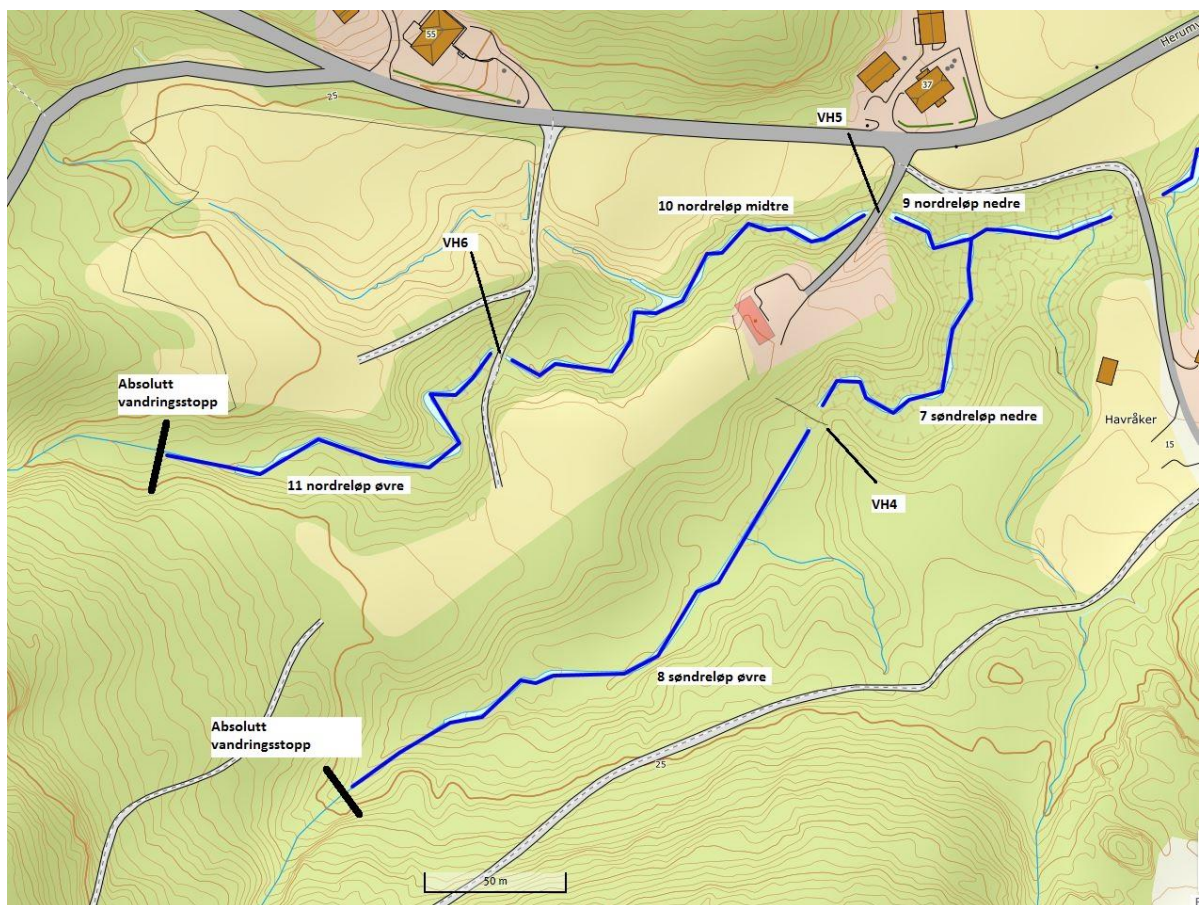 55
37
Herumv
VH5
25
10 nordreløp midtre
9 nordreløp nedre
VH6
Absolutt
vandringsstopp
7 søndreløp nedre
Havråker
15
11 nordreløp øvre
VH4
8 søndreløp øvre
Absolutt
vandringsstopp
25
50 m